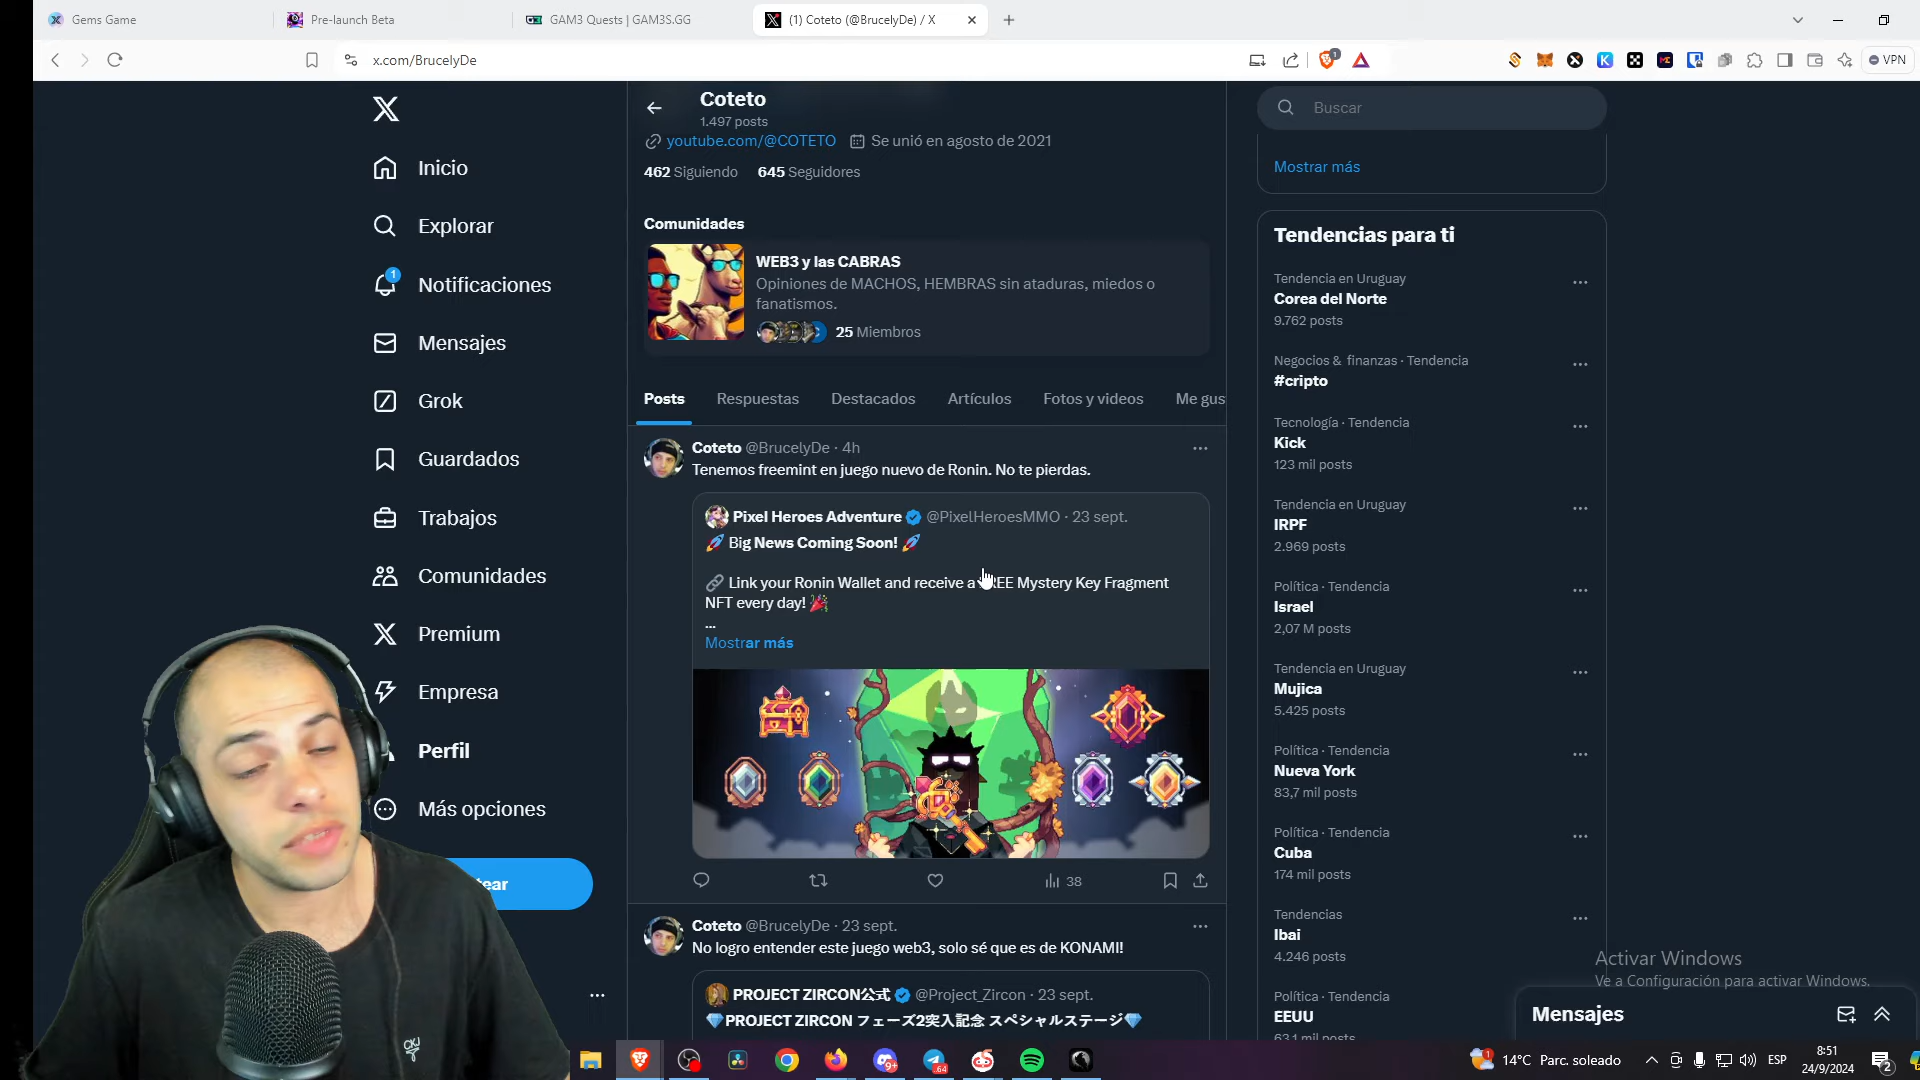 Gems Game
Pre-launch Beta
GAM3 Quests | GAM3S.GG
(1) Coteto (@BrucelyDe) / X
x.com/BrucelyDe
1
VPN
Coteto
1.497 posts
youtube.com/@COTETO
Se unió en agosto de 2021
462 Siguiendo
645 Seguidores
Comunidades
WEB3 y las CABRAS
Opiniones de MACHOS, HEMBRAS sin ataduras, miedos o
fanatismos.
25 Miembros
Posts
Respuestas
Destacados
Artículos
Fotos y videos
Me gus
Coteto @BrucelyDe · 4h
Tenemos freemint en juego nuevo de Ronin. No te pierdas.
Pixel Heroes Adventure @PixelHeroesMMO · 23 sept.
🚀 Big News Coming Soon! 🚀
🔗 Link your Ronin Wallet and receive a FREE Mystery Key Fragment
NFT every day! 🎉
...
Mostrar más
38
Coteto @BrucelyDe · 23 sept.
No logro entender este juego web3, solo sé que es de KONAMI!
PROJECT ZIRCON公式 @Project_Zircon · 23 sept.
💎PROJECT ZIRCON フェーズ2突入記念 スペシャルステージ💎
Inicio
Explorar
1
Notificaciones
Mensajes
Grok
Guardados
Trabajos
Comunidades
Premium
Empresa
Perfil
Más opciones
tear
Buscar
Mostrar más
Tendencias para ti
Tendencia en Uruguay
Corea del Norte
9.762 posts
Negocios & finanzas · Tendencia
#cripto
Tecnología · Tendencia
Kick
123 mil posts
Tendencia en Uruguay
IRPF
2.969 posts
Política · Tendencia
Israel
2,07 M posts
Tendencia en Uruguay
Mujica
5.425 posts
Política · Tendencia
Nueva York
83,7 mil posts
Política · Tendencia
Cuba
174 mil posts
Tendencias
Ibai
4.246 posts
Política · Tendencia
EEUU
631 mil posts
Activar Windows
Ve a Configuración para activar Windows.
Mensajes
9+
64
1
14°C Parc. soleado
ESP
8:51
24/9/2024
2